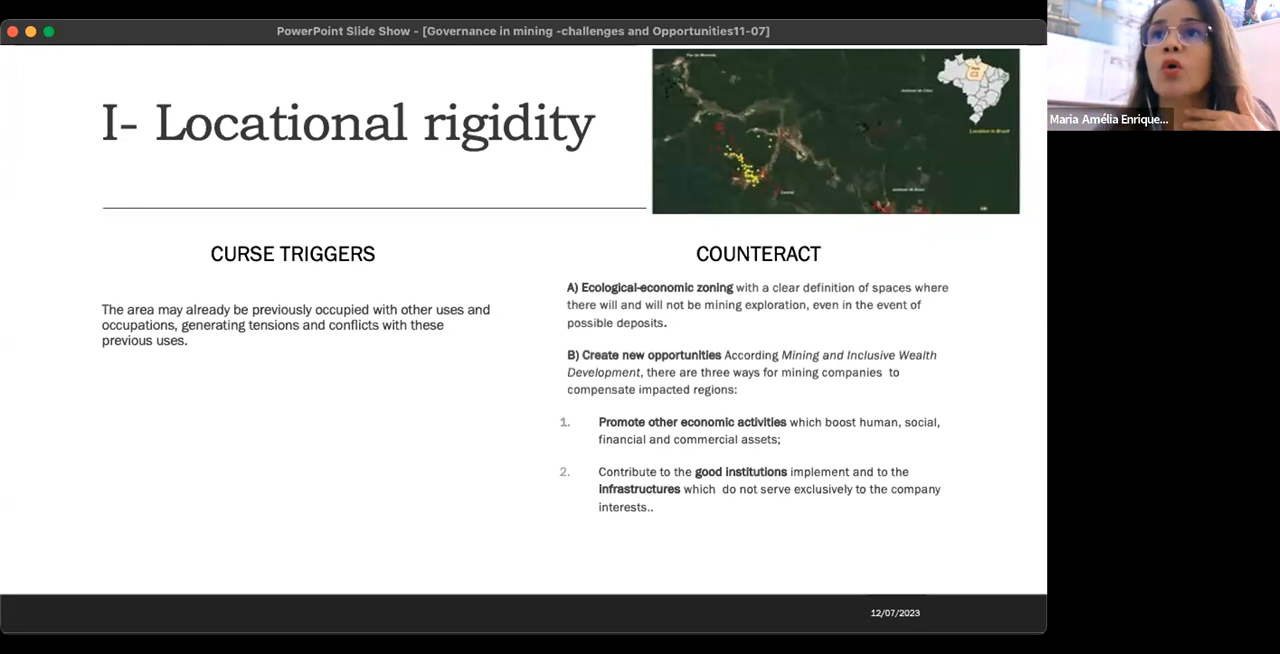 PowerPoint Slide Show - [Governance in mining -challenges and Opportunities11-07]
I- Locational rigidity
Location in Brazil
Maria Amélia Enrique...
CURSE TRIGGERS
The area may already be previously occupied with other uses and
occupations, generating tensions and conflicts with these
previous uses.
COUNTERACT
A) Ecological-economic zoning with a clear definition of spaces where
there will and will not be mining exploration, even in the event of
possible deposits.
B) Create new opportunities According Mining and Inclusive Wealth
Development, there are three ways for mining companies to
compensate impacted regions:
1. Promote other economic activities which boost human, social,
financial and commercial assets;
2. Contribute to the good institutions implement and to the
infrastructures which do not serve exclusively to the company
interests..
12/07/2023